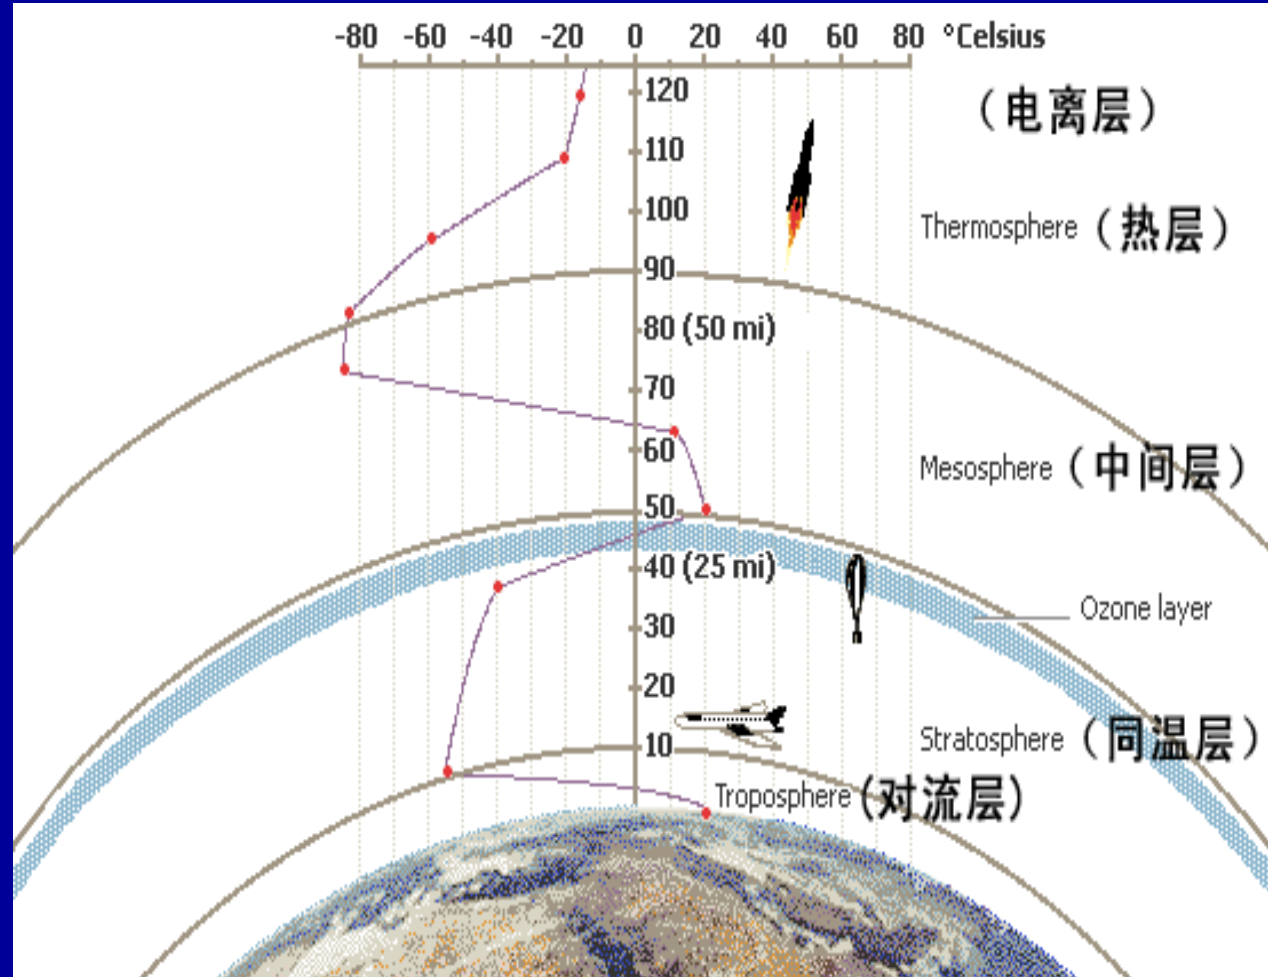 -80 -60 -40 -20 0 20 40 60 80 °Celsius
120
（电离层）
110
100
Thermosphere（热层）
90
80 (50 mi)
70
60
Mesosphere（中间层）
50
40 (25 mi)
Ozone layer
30
20
Stratosphere（同温层）
10
Troposphere(对流层)